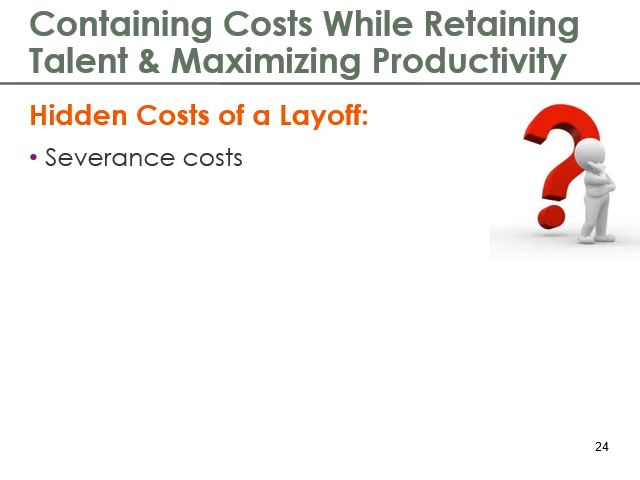 Containing Costs While Retaining
Talent & Maximizing Productivity
Hidden Costs of a Layoff:
• Severance costs
24